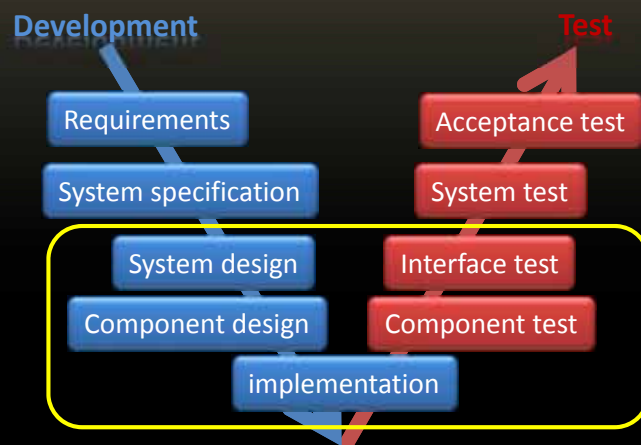 Development Test
Requirements Acceptance test
System specification System test
System design Interface test
Component design Component test
implementation